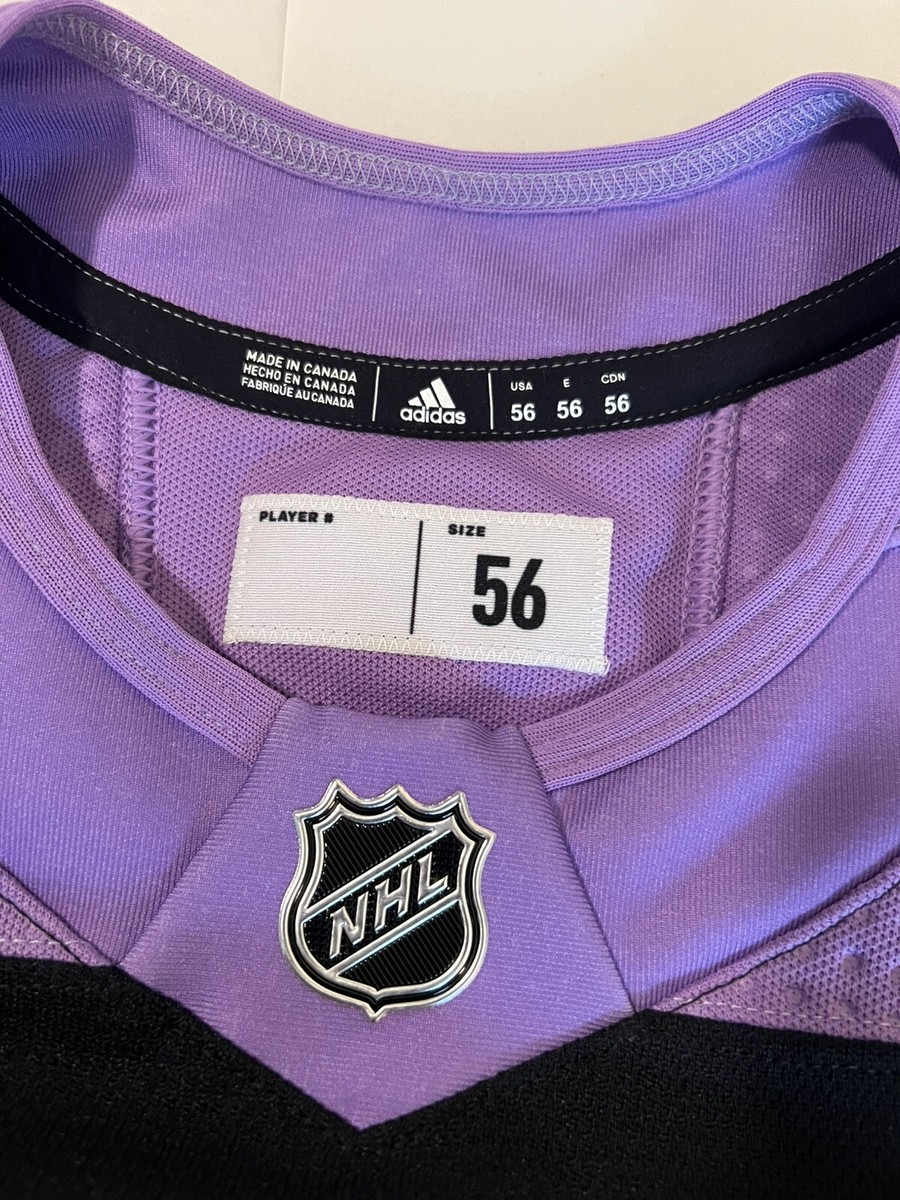 MADE IN CANADA
HECHO EN CANADA
FABRIQUÉ AU CANADA
adidas
USA E CDN
56 56 56
PLAYER #
SIZE
56
NHL